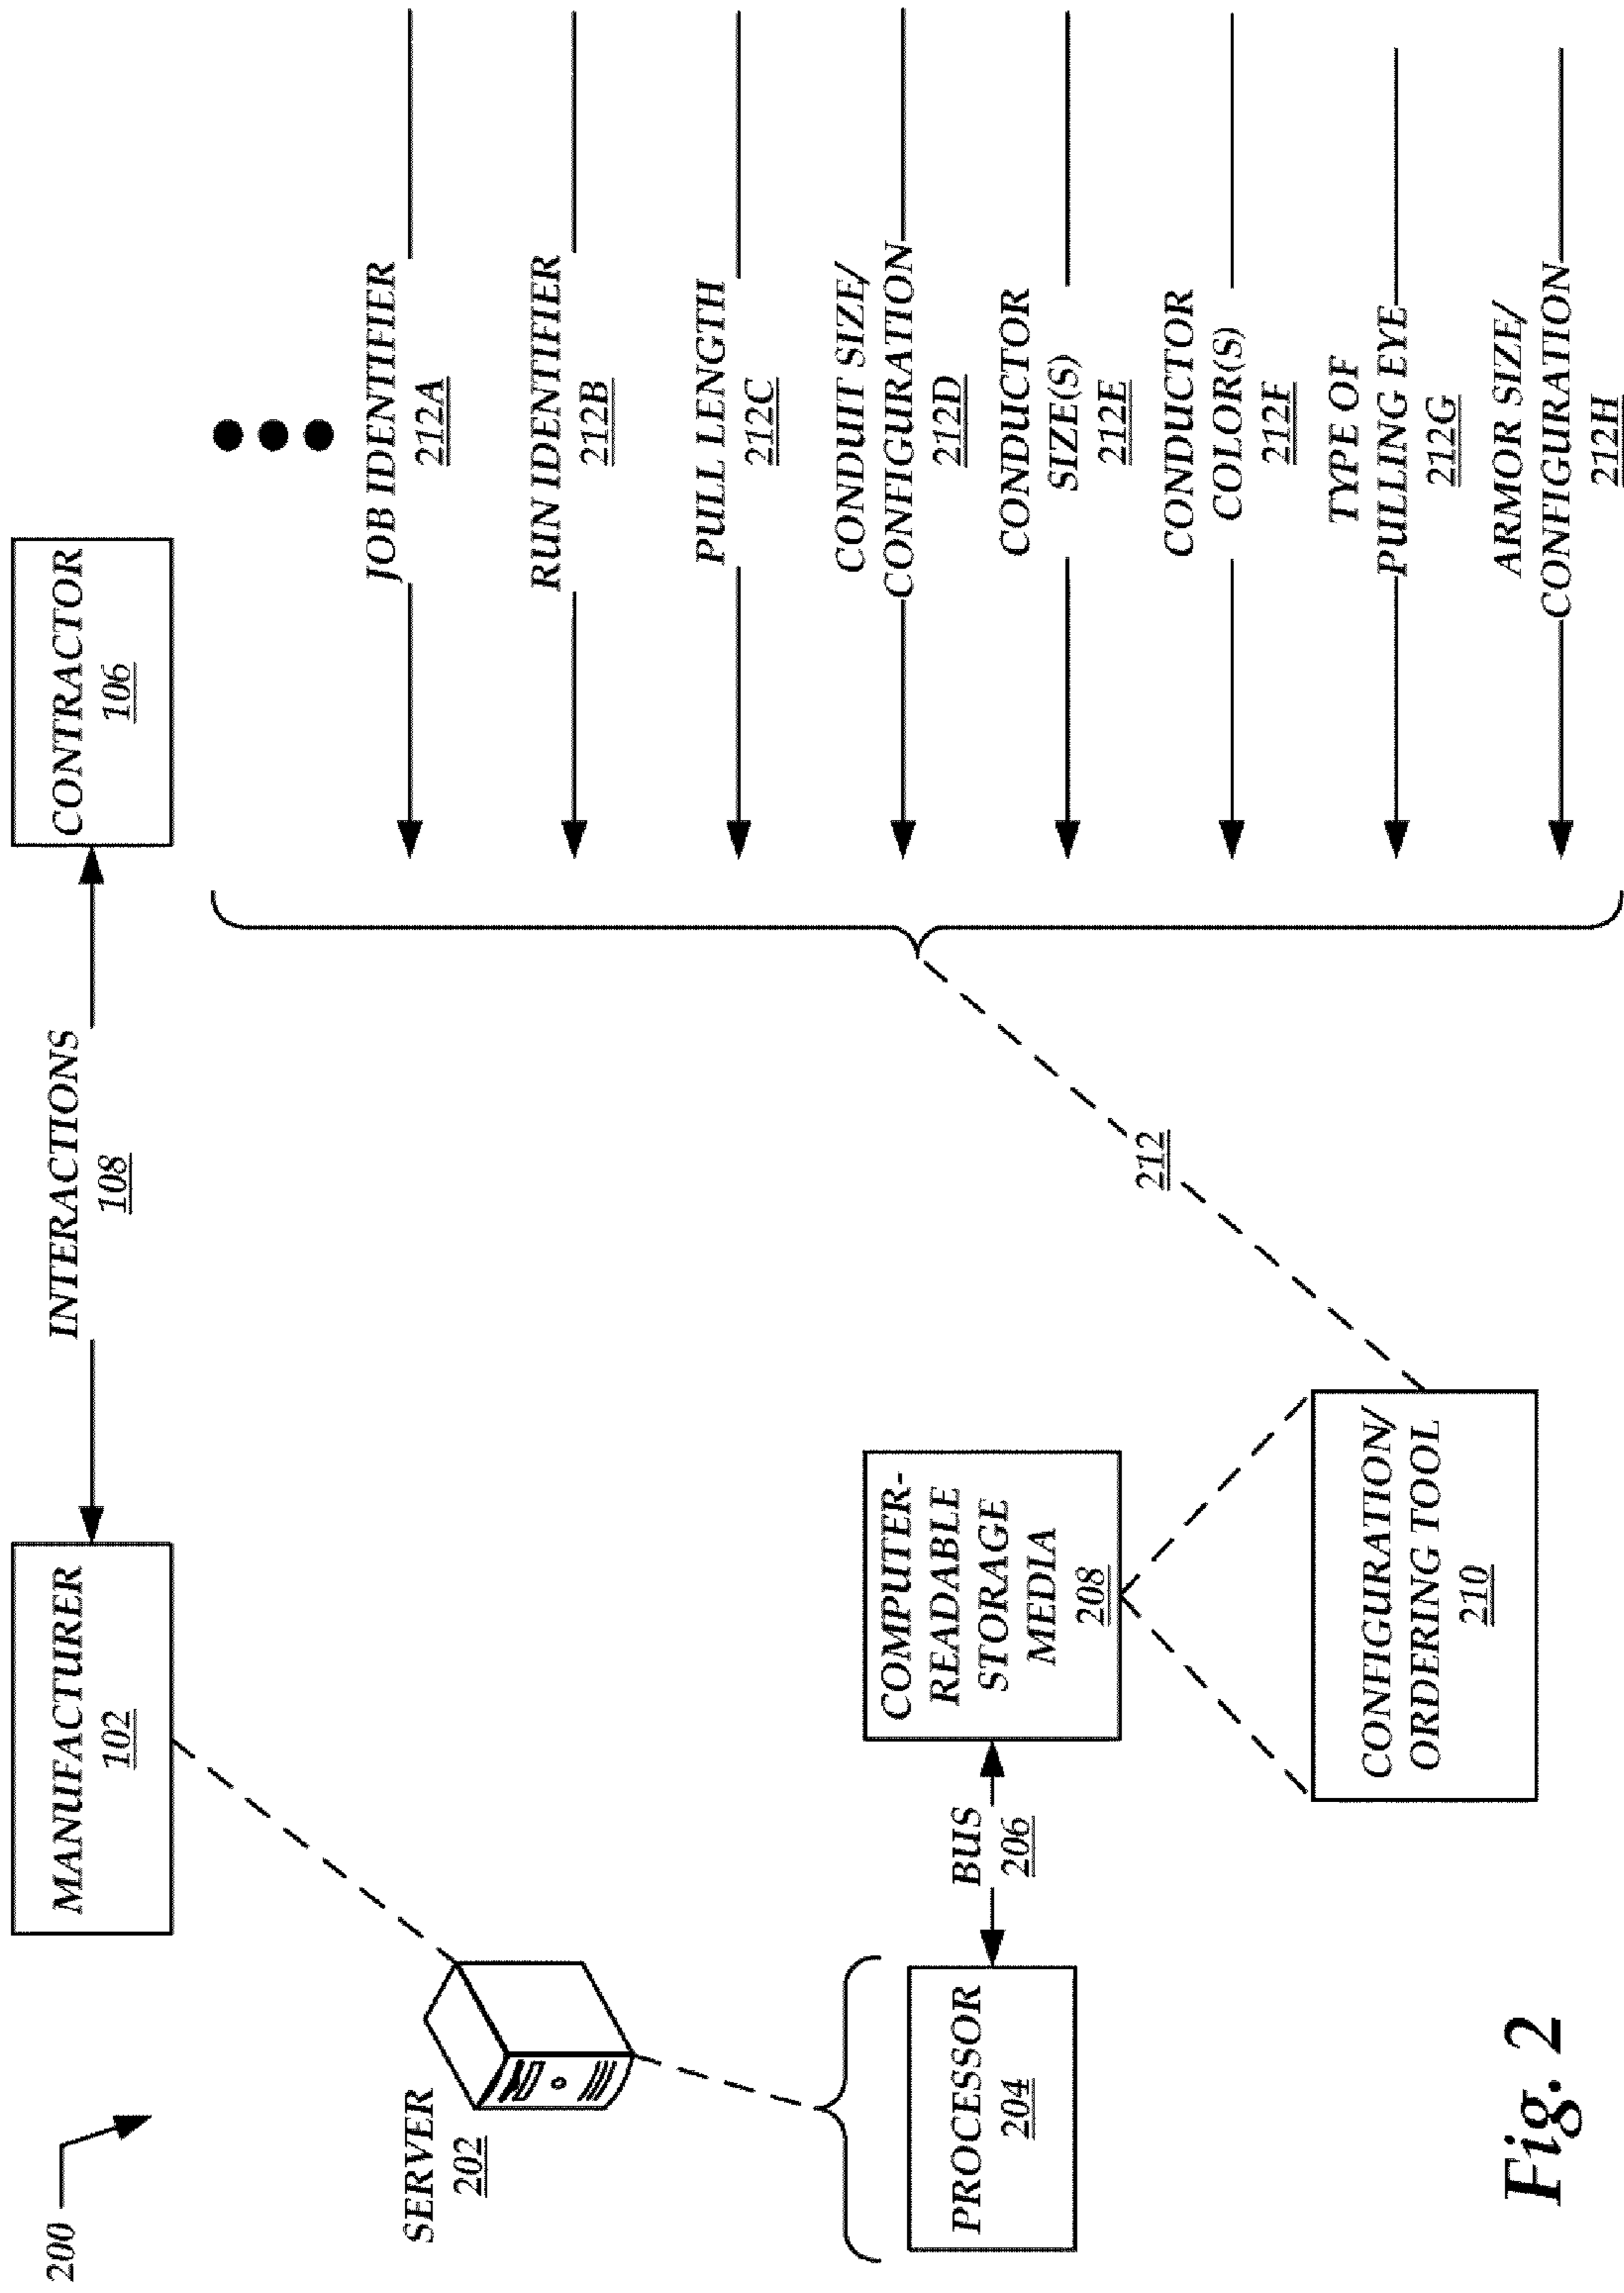 200
MANUFACTURER
102
INTERACTIONS
108
CONTRACTOR
106
SERVER
202
PROCESSOR
204
BUS
206
COMPUTER-
READABLE
STORAGE
MEDIA
208
CONFIGURATION/
ORDERING TOOL
210
212
JOB IDENTIFIER
212A
RUN IDENTIFIER
212B
PULL LENGTH
212C
CONDUIT SIZE/
CONFIGURATION
212D
CONDUCTOR
SIZE(S)
212E
CONDUCTOR
COLOR(S)
212F
TYPE OF
PULLING EYE
212G
ARMOR SIZE/
CONFIGURATION
212H
Fig. 2